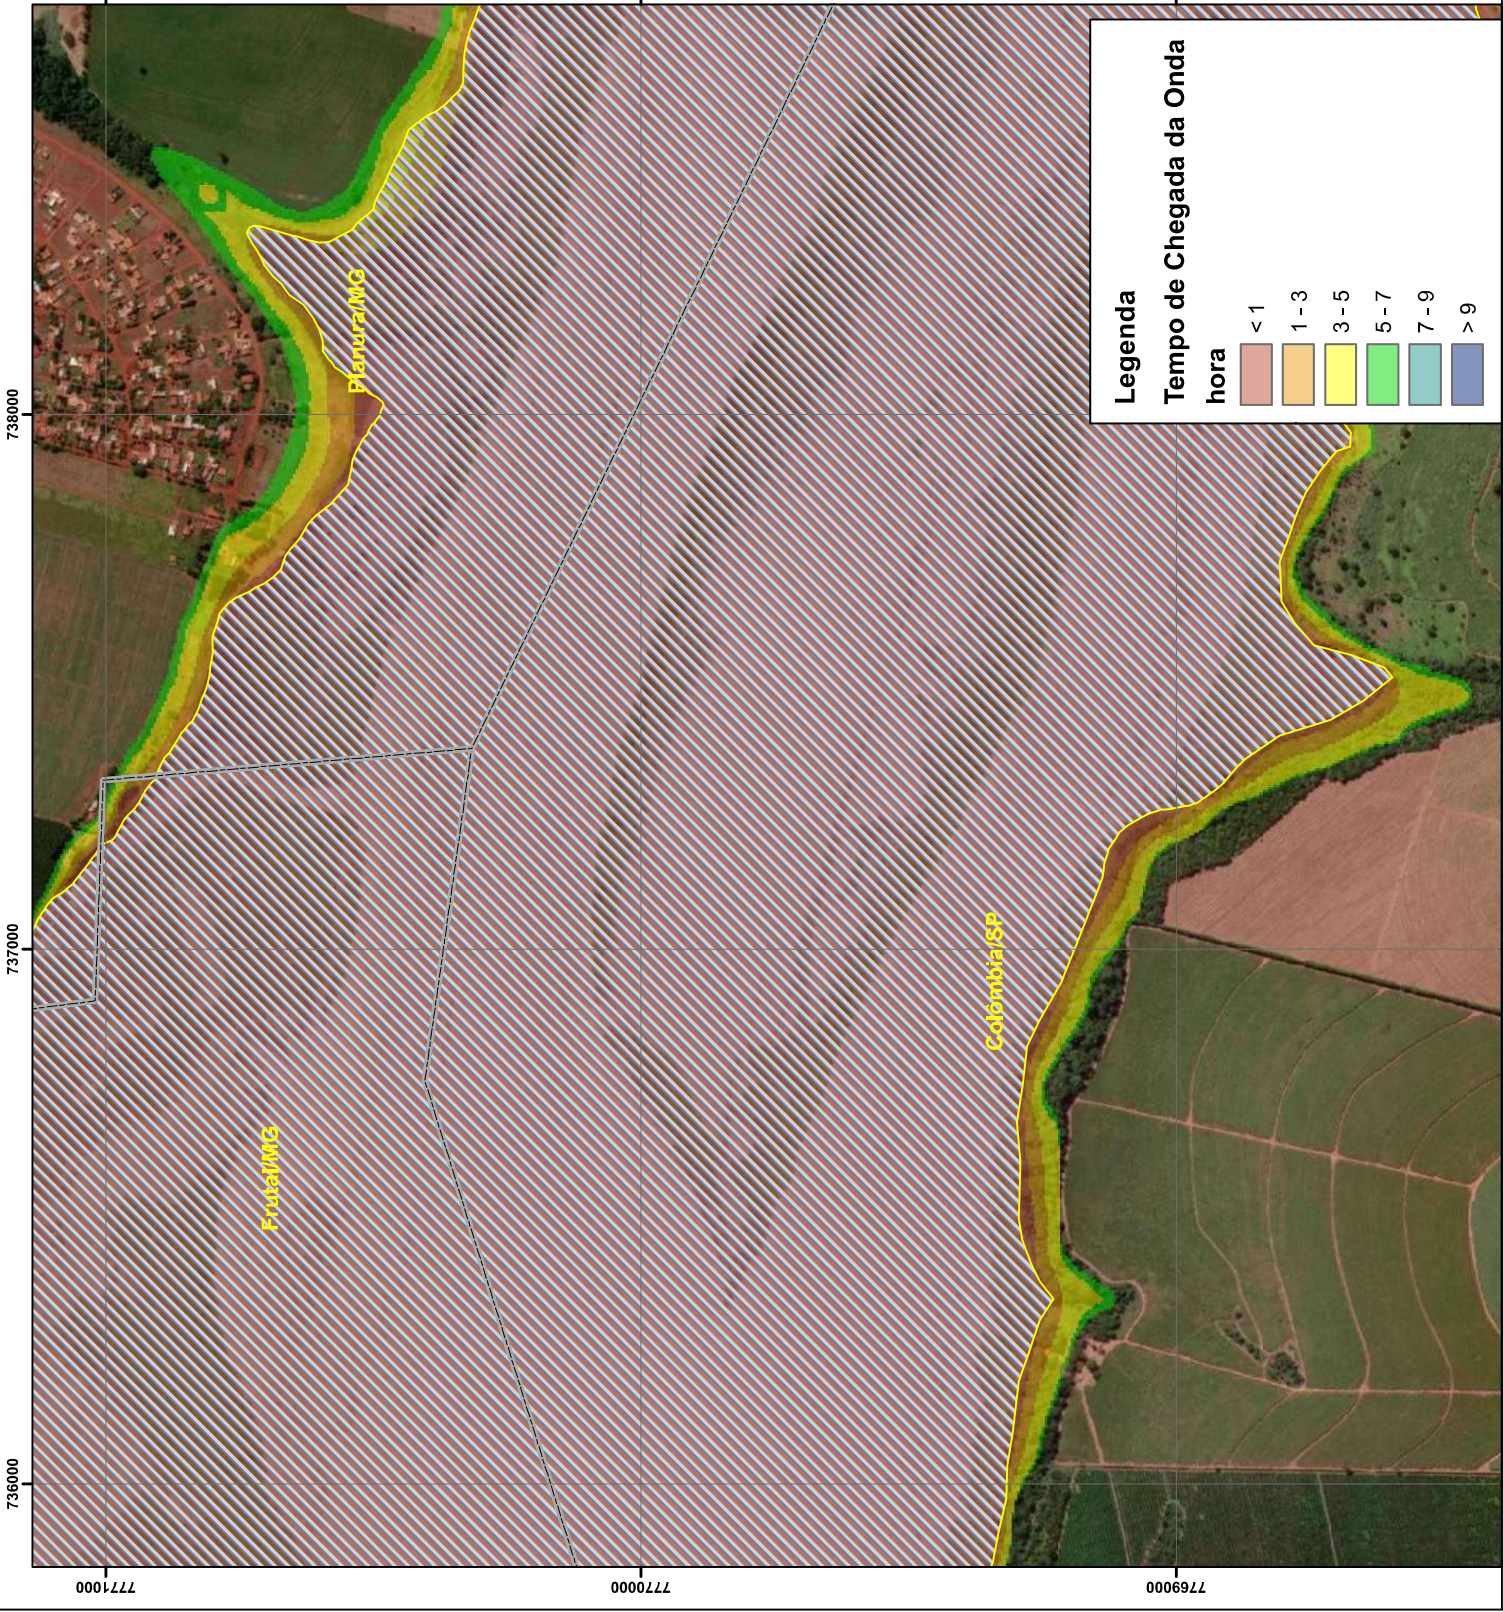 738000
737000
736000
7771000
7770000
7769000
Planura/MG
Frutal/MG
Colômbia/SP
Legenda
Tempo de Chegada da Onda
hora
< 1
1 - 3
3 - 5
5 - 7
7 - 9
> 9